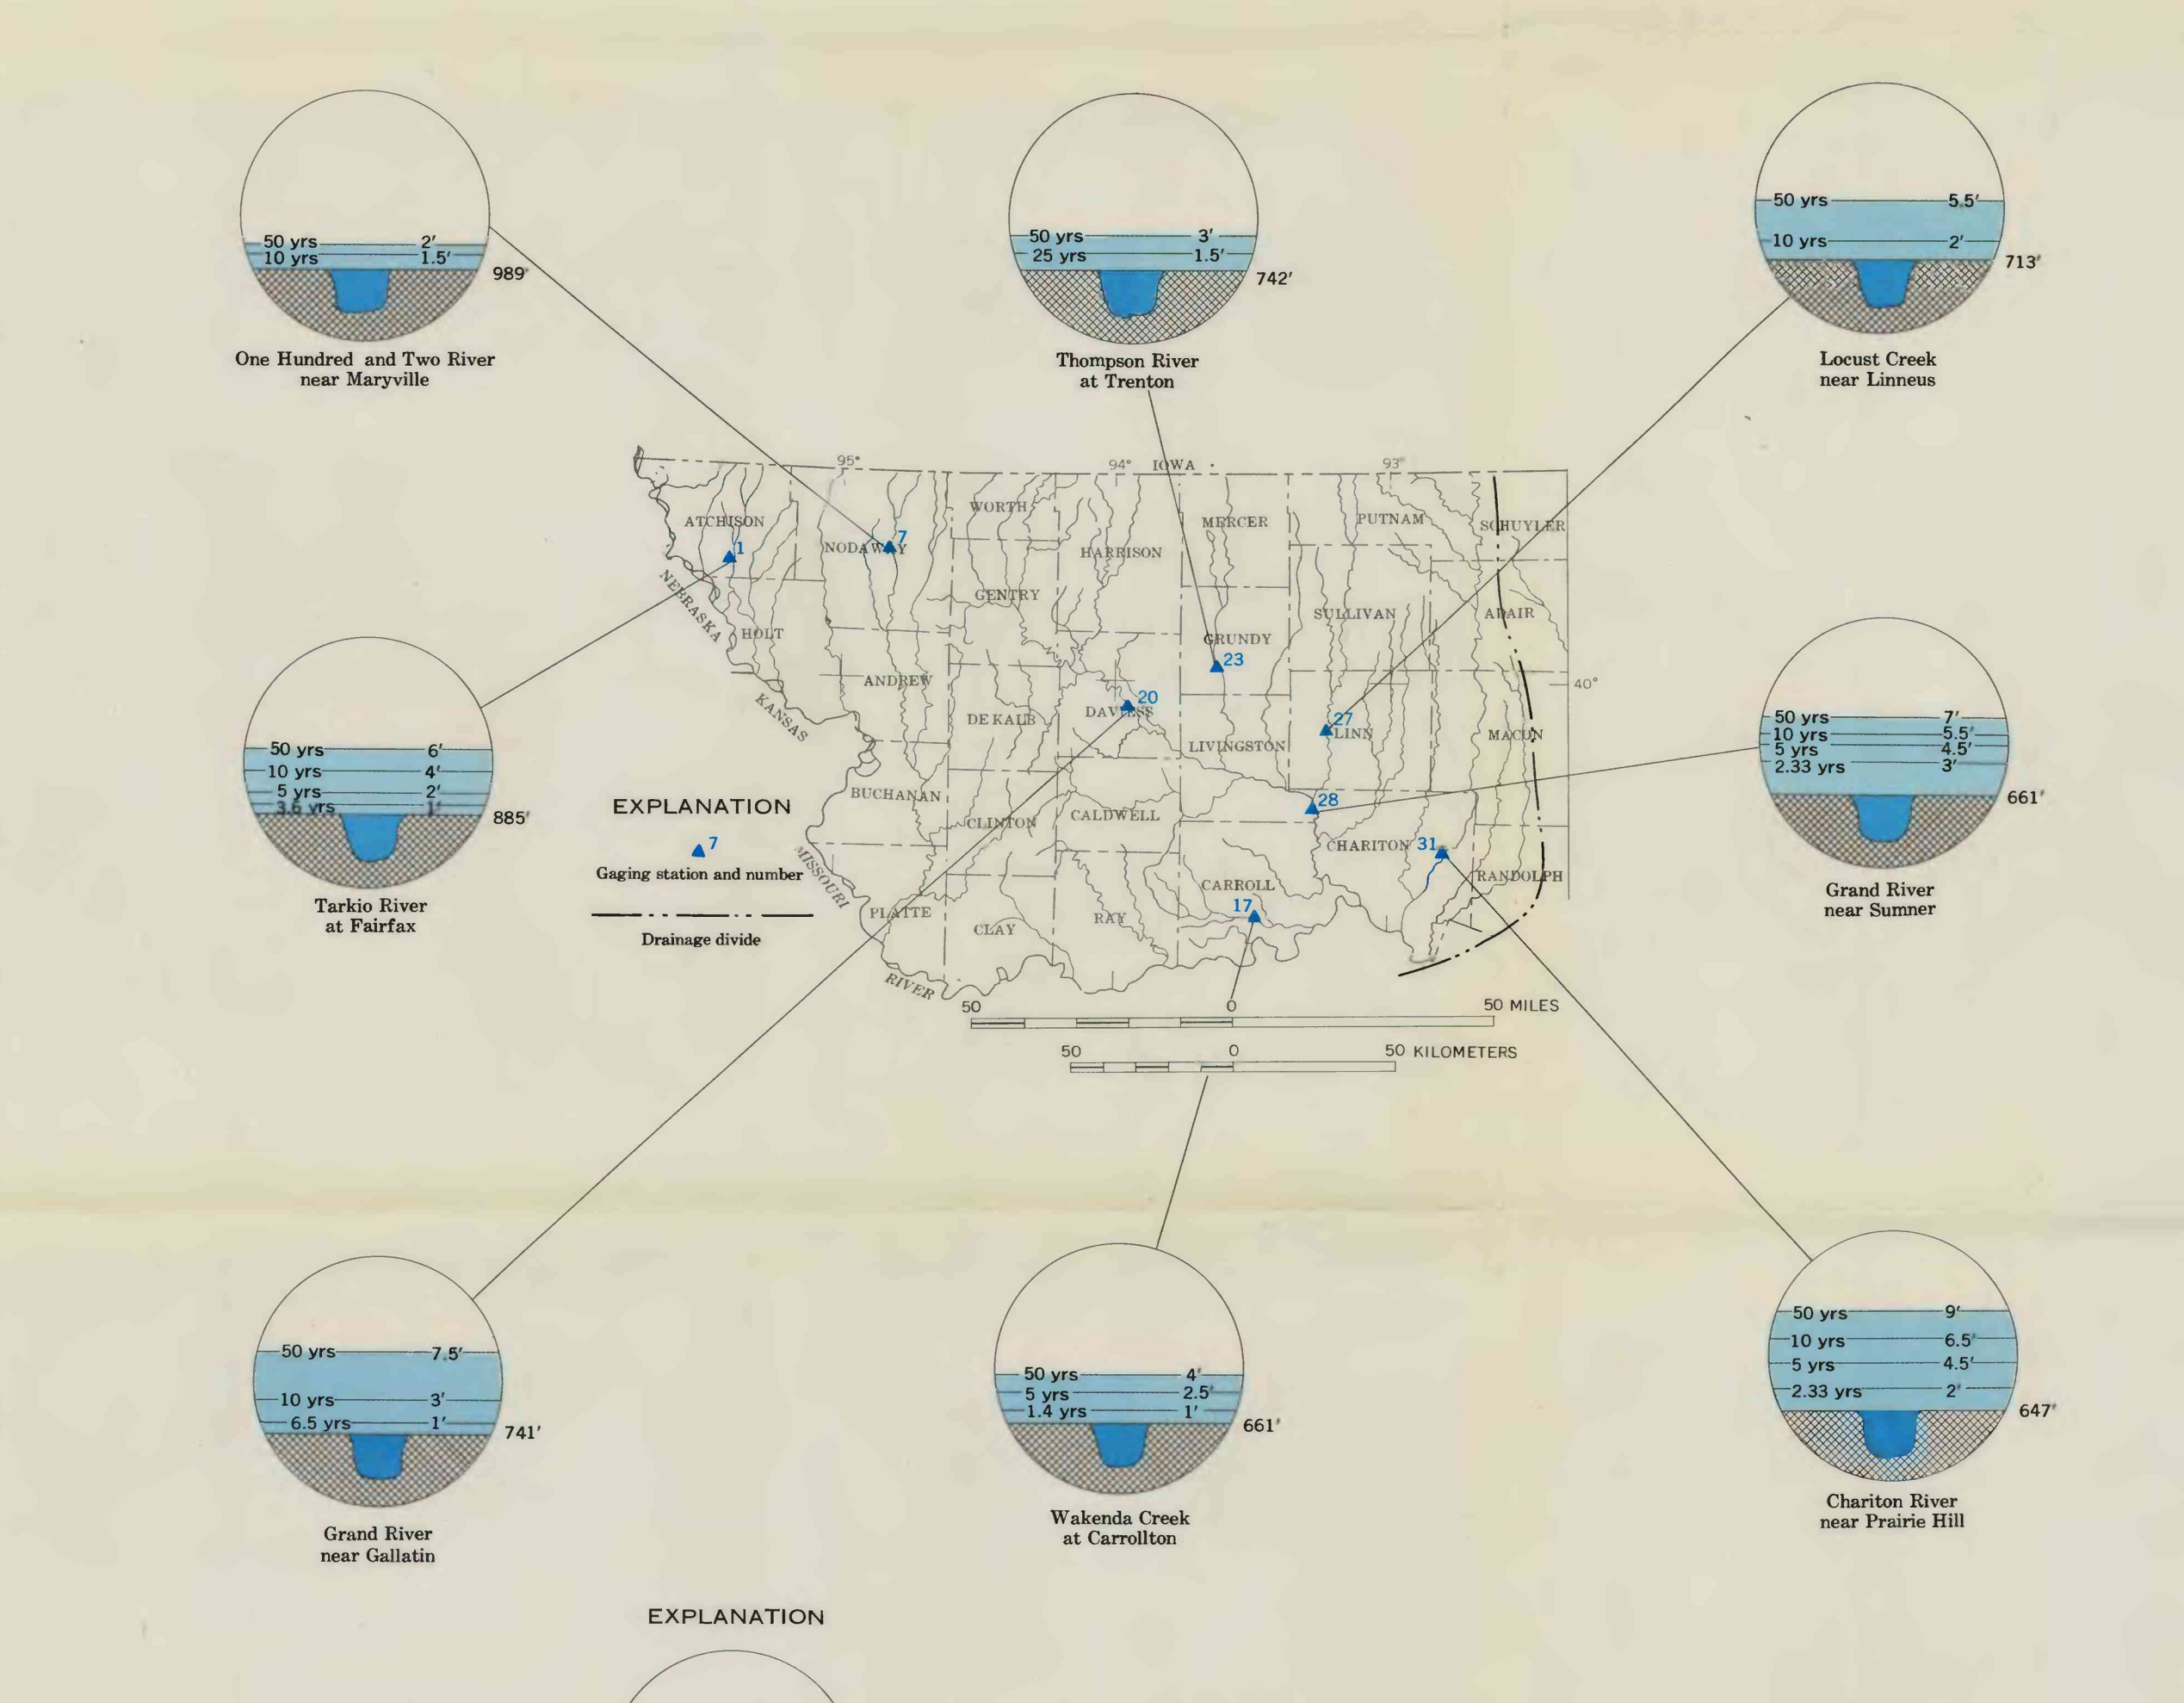 50 yrs 2′
10 yrs 1.5′
989′
One Hundred and Two River
near Maryville
50 yrs 3′
25 yrs 1.5′
742′
Thompson River
at Trenton
50 yrs 5.5′
10 yrs 2′
713′
Locust Creek
near Linneus
95°
94°
IOWA
93°
ATCHISON
1
NODAWAY
7
WORTH
HARRISON
MERCER
PUTNAM
SCHUYLER
NEBRASKA
HOLT
GENTRY
GRUNDY
23
SULLIVAN
ADAIR
40°
KANSAS
ANDREW
DE KALB
20
DAVIESS
LIVINGSTON
27
LINN
MACON
BUCHANAN
CLINTON
CALDWELL
28
CHARITON
31
RANDOLPH
MISSOURI
PLATTE
CLAY
RAY
CARROLL
17
RIVER
50 0 50 MILES
50 0 50 KILOMETERS
EXPLANATION
7
Gaging station and number
Drainage divide
50 yrs 6′
10 yrs 4′
5 yrs 2′
3.6 yrs 1′
885′
Tarkio River
at Fairfax
50 yrs 7′
10 yrs 5.5′
5 yrs 4.5′
2.33 yrs 3′
661′
Grand River
near Sumner
50 yrs 7.5′
10 yrs 3′
6.5 yrs 1′
741′
Grand River
near Gallatin
50 yrs 4′
5 yrs 2.5′
1.4 yrs 1′
661′
Wakenda Creek
at Carrollton
50 yrs 9′
10 yrs 6.5′
5 yrs 4.5′
2.33 yrs 2′
647′
Chariton River
near Prairie Hill
EXPLANATION